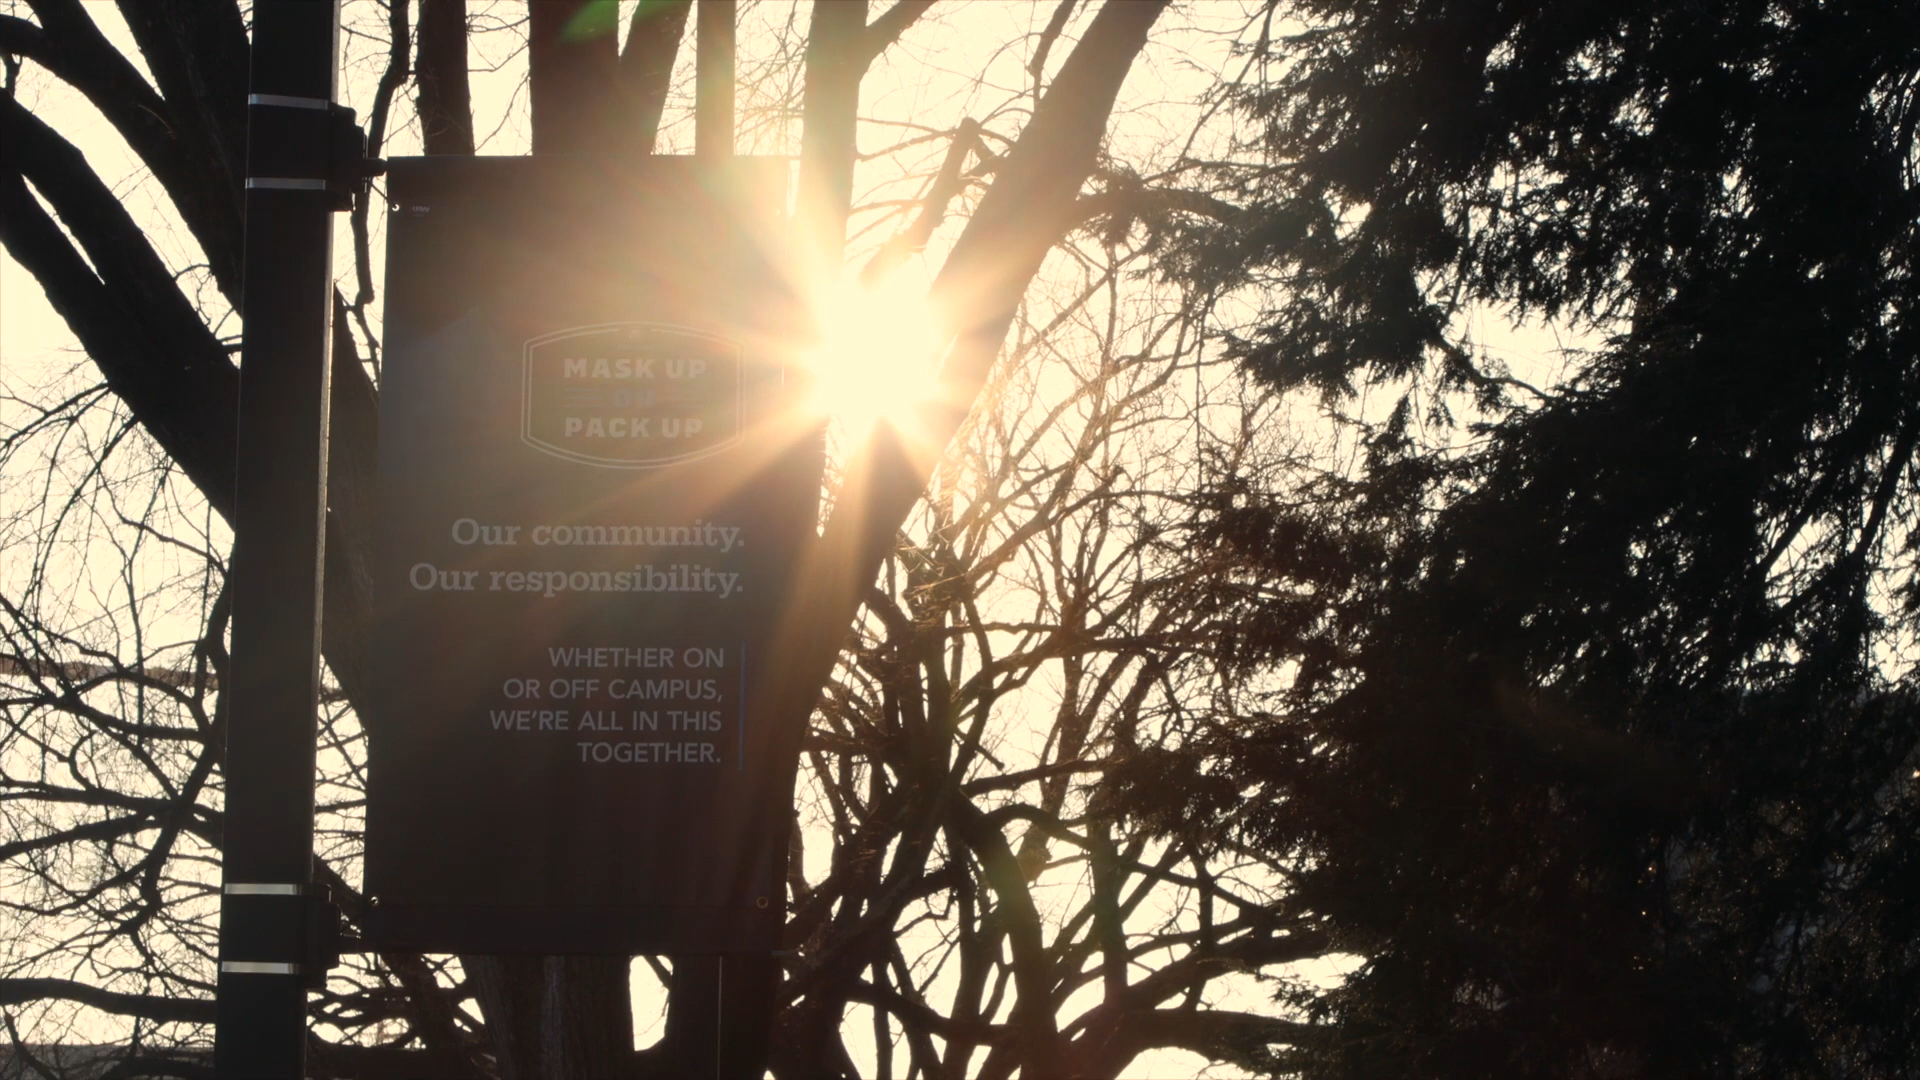 MASK UP
OR
PACK UP
Our community.
Our responsibility.
WHETHER ON
OR OFF CAMPUS,
WE'RE ALL IN THIS
TOGETHER.